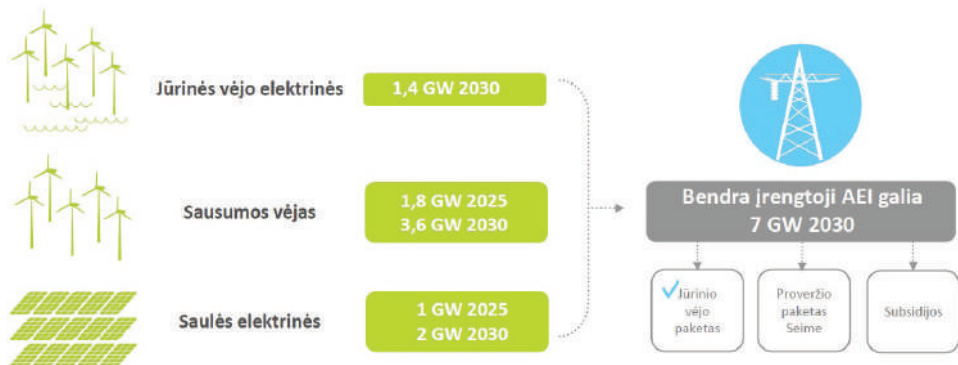 Jūrinės vėjo elektrinės
1,4 GW 2030
Sausumos vėjas
1,8 GW 2025
3,6 GW 2030
Saulės elektrinės
1 GW 2025
2 GW 2030
Bendra įrengtoji AEI galia
7 GW 2030
Jūrinio
vėjo
paketas
Proveržio
paketas
Seime
Subsidijos